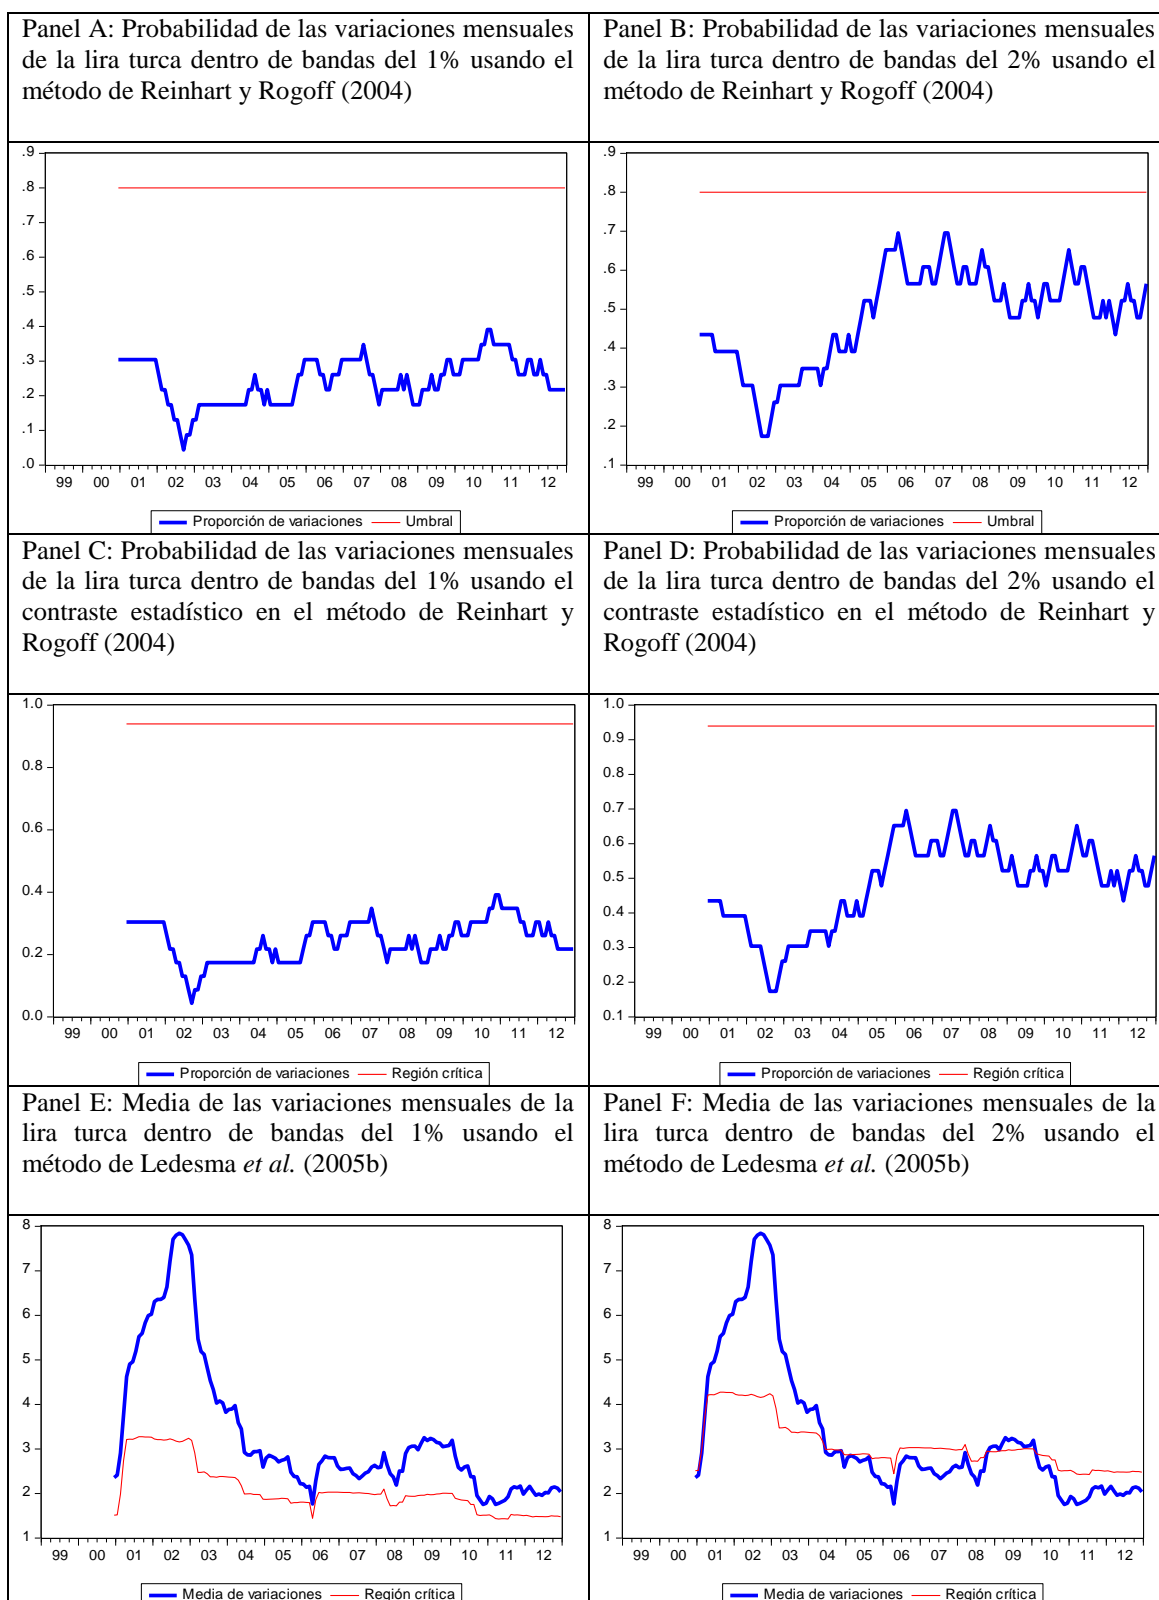 Panel A: Probabilidad de las variaciones mensuales
de la lira turca dentro de bandas del 1% usando el
método de Reinhart y Rogoff (2004)
Panel B: Probabilidad de las variaciones mensuales
de la lira turca dentro de bandas del 2% usando el
método de Reinhart y Rogoff (2004)
.9
.8
.7
.6
.5
.4
.3
.2
.1
.0
99 00 01 02 03 04 05 06 07 08 09 10 11 12
Proporción de variaciones Umbral
.9
.8
.7
.6
.5
.4
.3
.2
.1
99 00 01 02 03 04 05 06 07 08 09 10 11 12
Proporción de variaciones Umbral
Panel C: Probabilidad de las variaciones mensuales
de la lira turca dentro de bandas del 1% usando el
contraste estadístico en el método de Reinhart y
Rogoff (2004)
Panel D: Probabilidad de las variaciones mensuales
de la lira turca dentro de bandas del 2% usando el
contraste estadístico en el método de Reinhart y
Rogoff (2004)
1.0
0.8
0.6
0.4
0.2
0.0
99 00 01 02 03 04 05 06 07 08 09 10 11 12
Proporción de variaciones Región crítica
1.0
0.9
0.8
0.7
0.6
0.5
0.4
0.3
0.2
0.1
99 00 01 02 03 04 05 06 07 08 09 10 11 12
Proporción de variaciones Región crítica
Panel E: Media de las variaciones mensuales de la
lira turca dentro de bandas del 1% usando el
método de Ledesma et al. (2005b)
Panel F: Media de las variaciones mensuales de la
lira turca dentro de bandas del 2% usando el
método de Ledesma et al. (2005b)
8
7
6
5
4
3
2
1
99 00 01 02 03 04 05 06 07 08 09 10 11 12
Media de variaciones Región crítica
8
7
6
5
4
3
2
1
99 00 01 02 03 04 05 06 07 08 09 10 11 12
Media de variaciones Región crítica